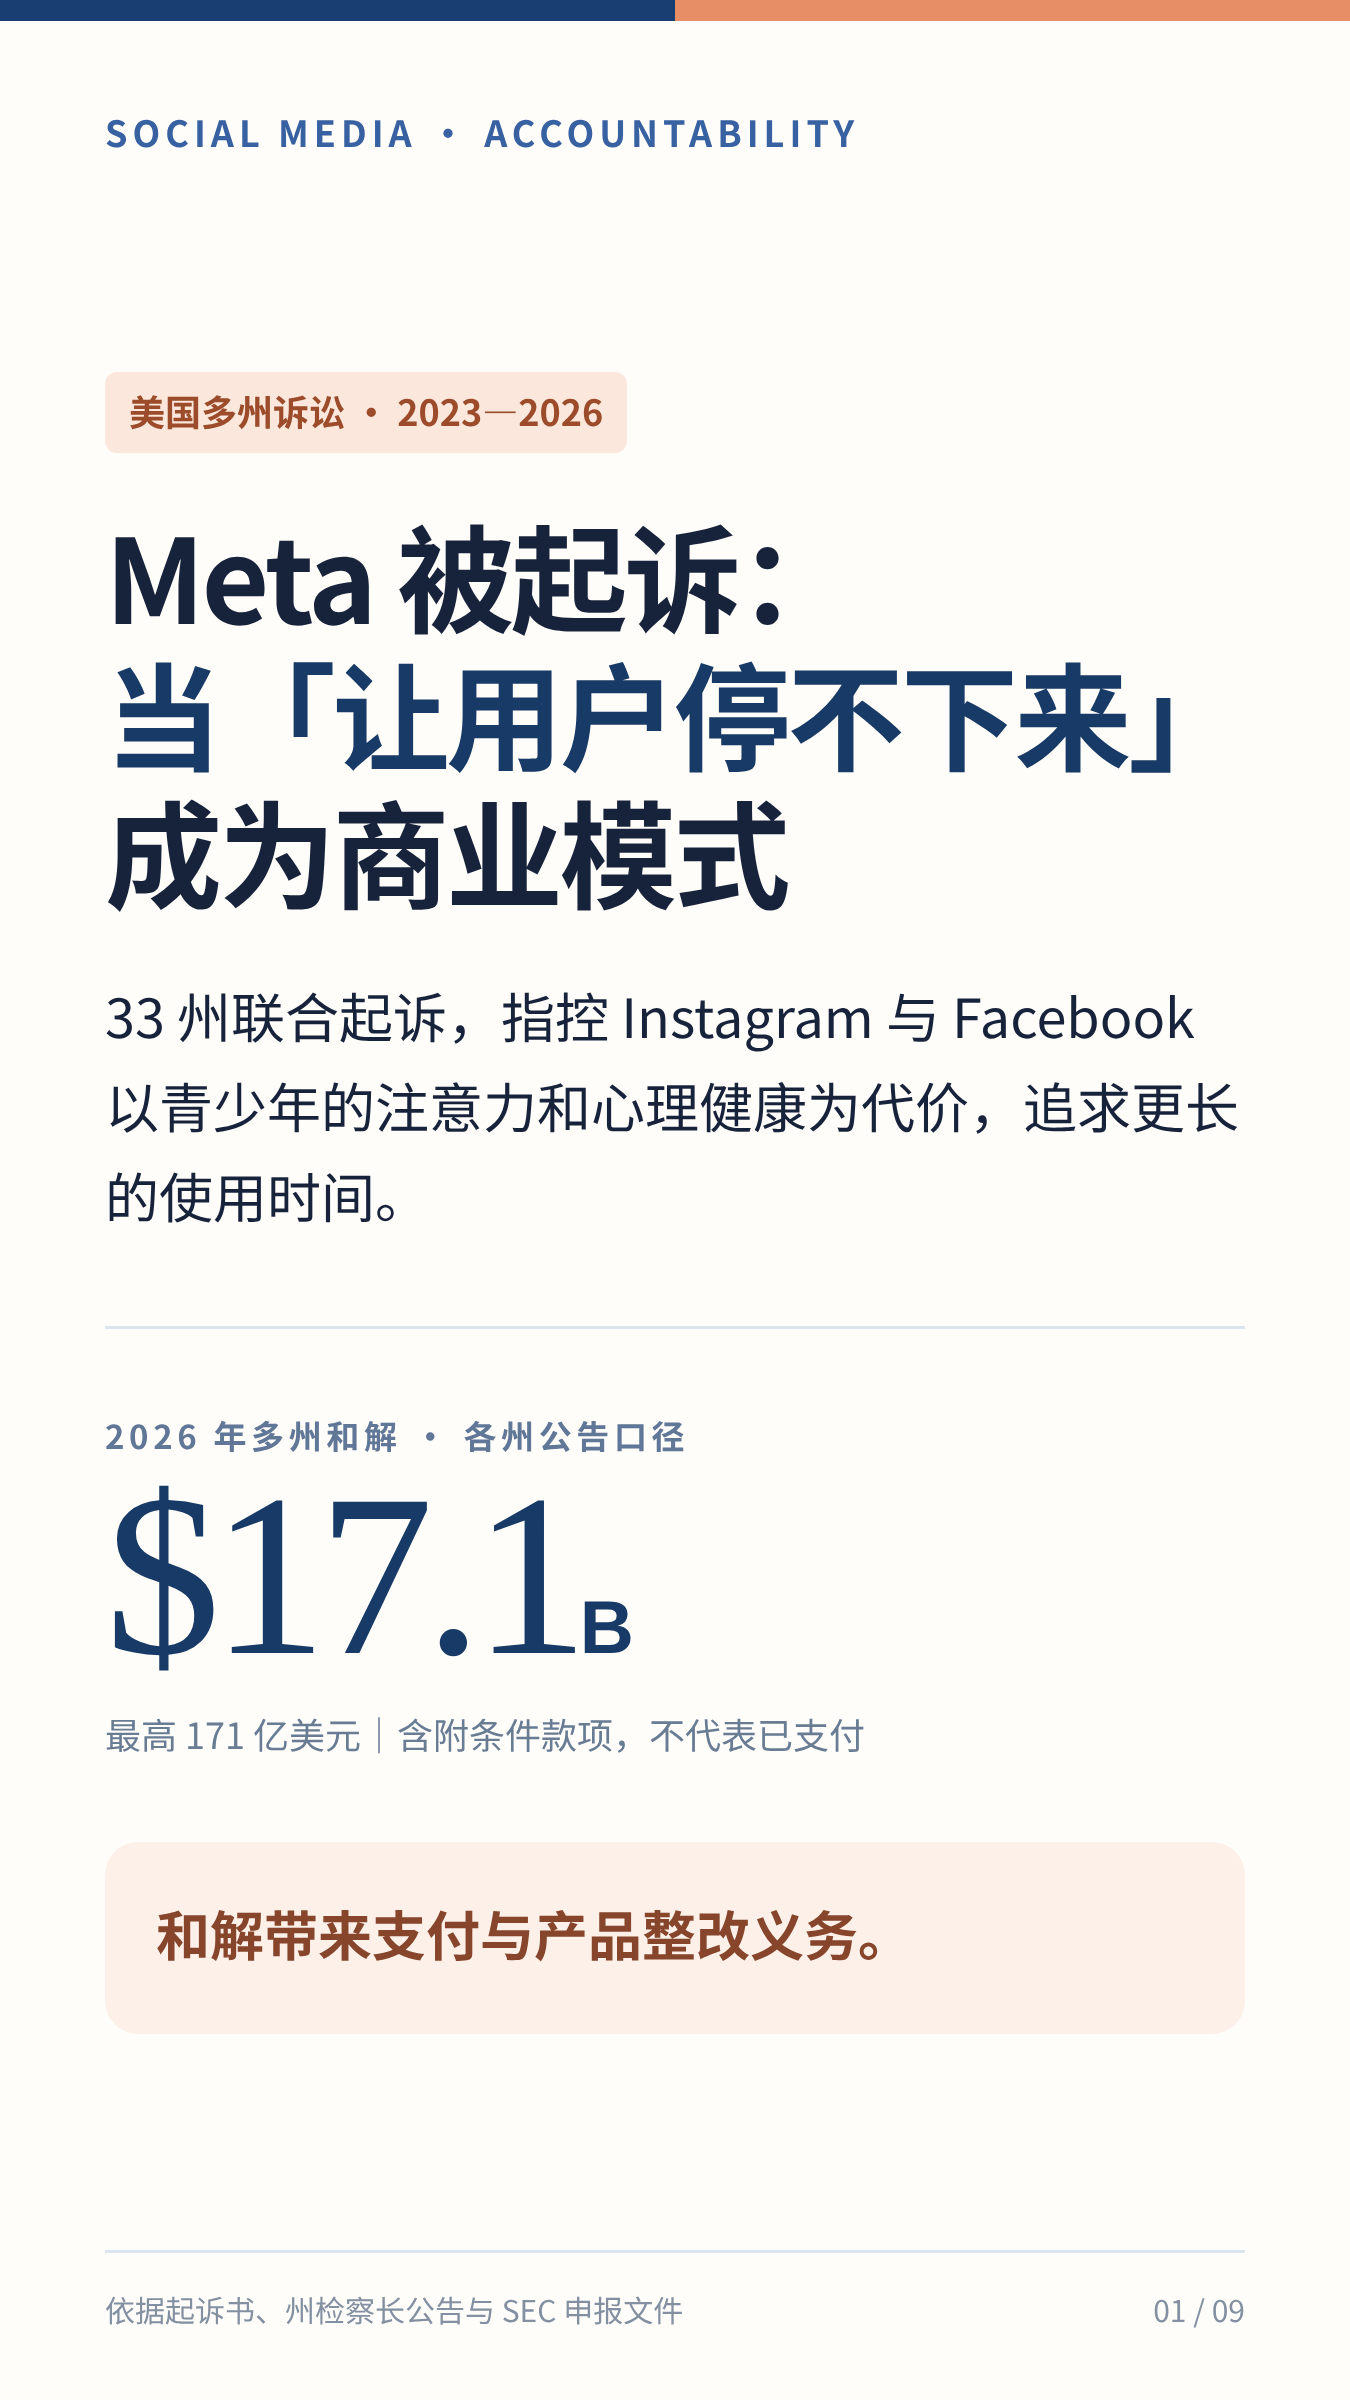 SOCIAL MEDIA • ACCOUNTABILITY
美国多州诉讼 • 2023—2026
Meta 被起诉：
当「让用户停不下来」
成为商业模式
33 州联合起诉，指控 Instagram 与 Facebook
以青少年的注意力和心理健康为代价，追求更长
的使用时间。
2026 年多州和解 • 各州公告口径
$17.1B
最高 171 亿美元｜含附条件款项，不代表已支付
和解带来支付与产品整改义务。
依据起诉书、州检察长公告与 SEC 申报文件
01 / 09